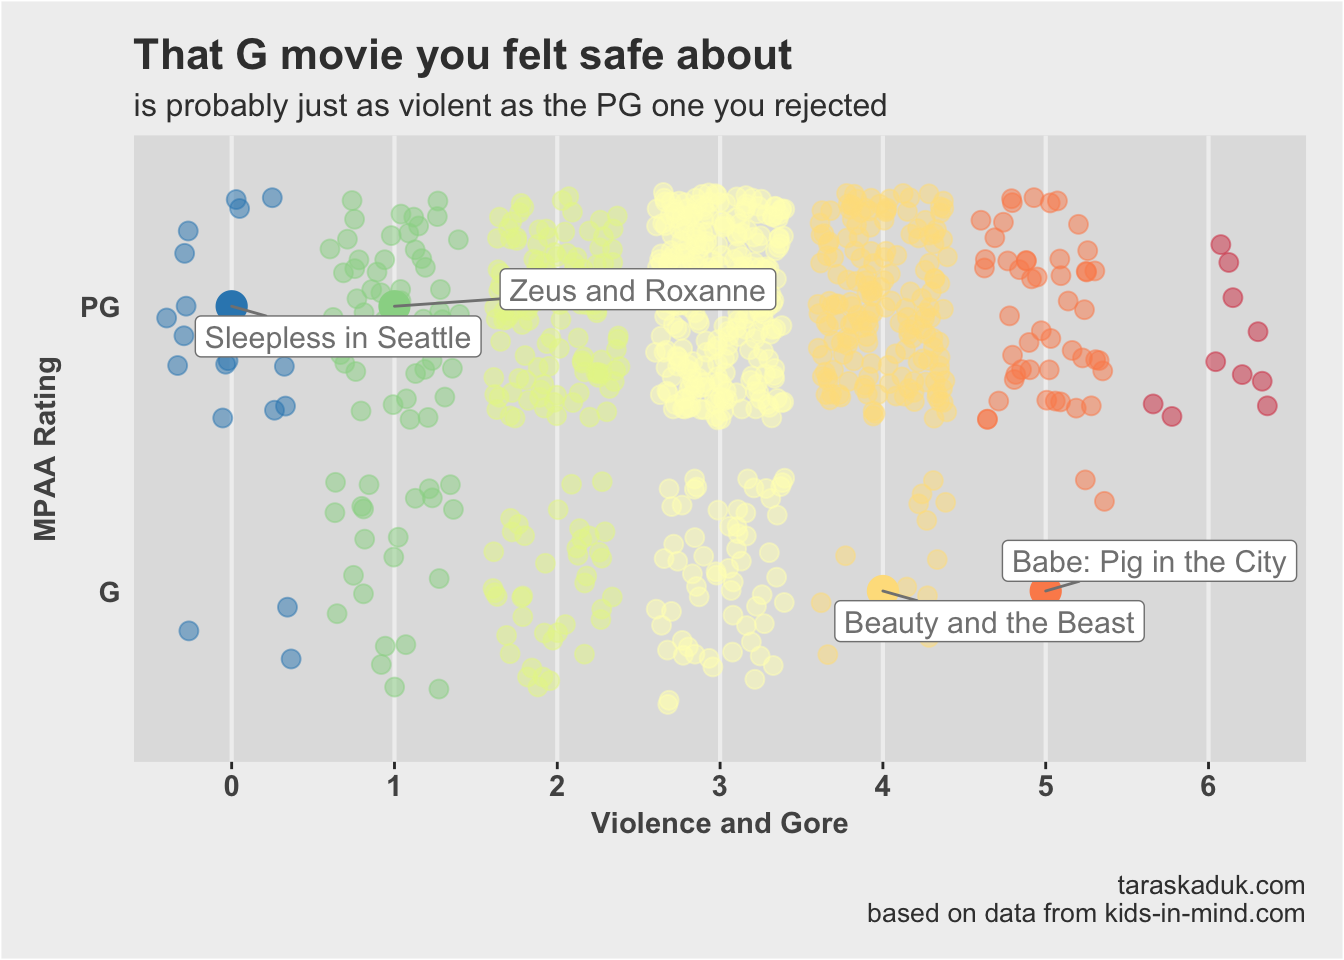 That G movie you felt safe about
is probably just as violent as the PG one you rejected
PG
Zeus and Roxanne
Sleepless in Seattle
MPAA Rating
G
Babe: Pig in the City
Beauty and the Beast
0 1 2 3 4 5 6
Violence and Gore
taraskaduk.com
based on data from kids-in-mind.com